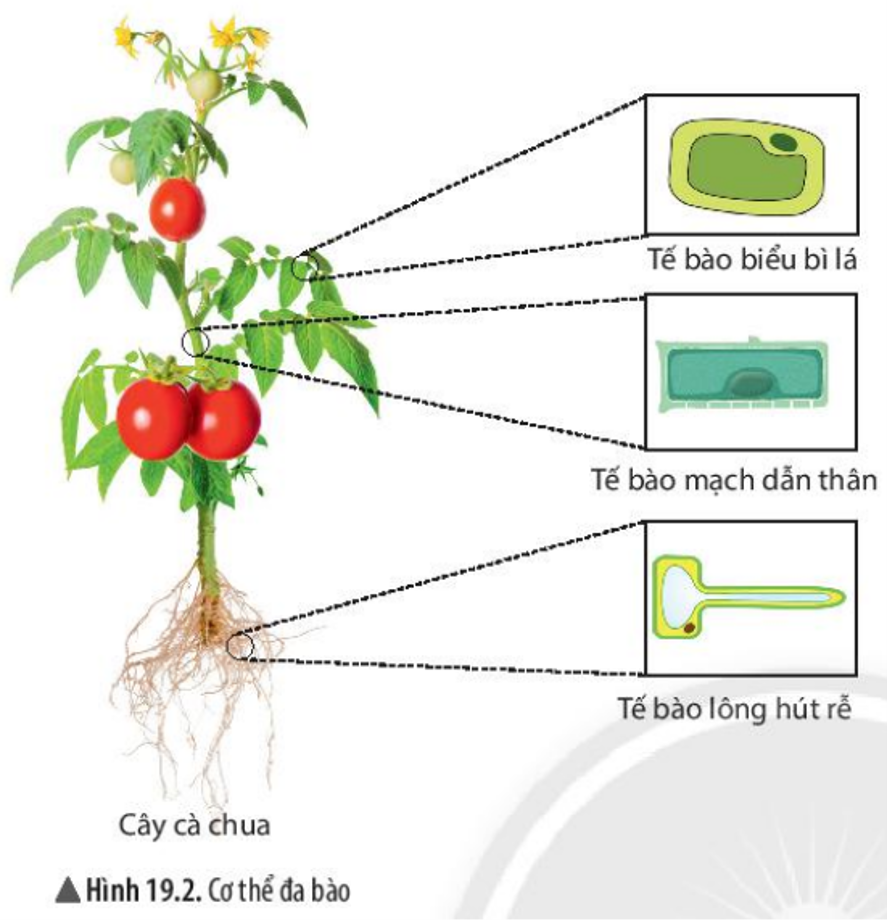 Tế bào biểu bì lá
Tế bào mạch dẫn thân
Tế bào lông hút rễ
Cây cà chua
▲ Hình 19.2. Cơ thể đa bào